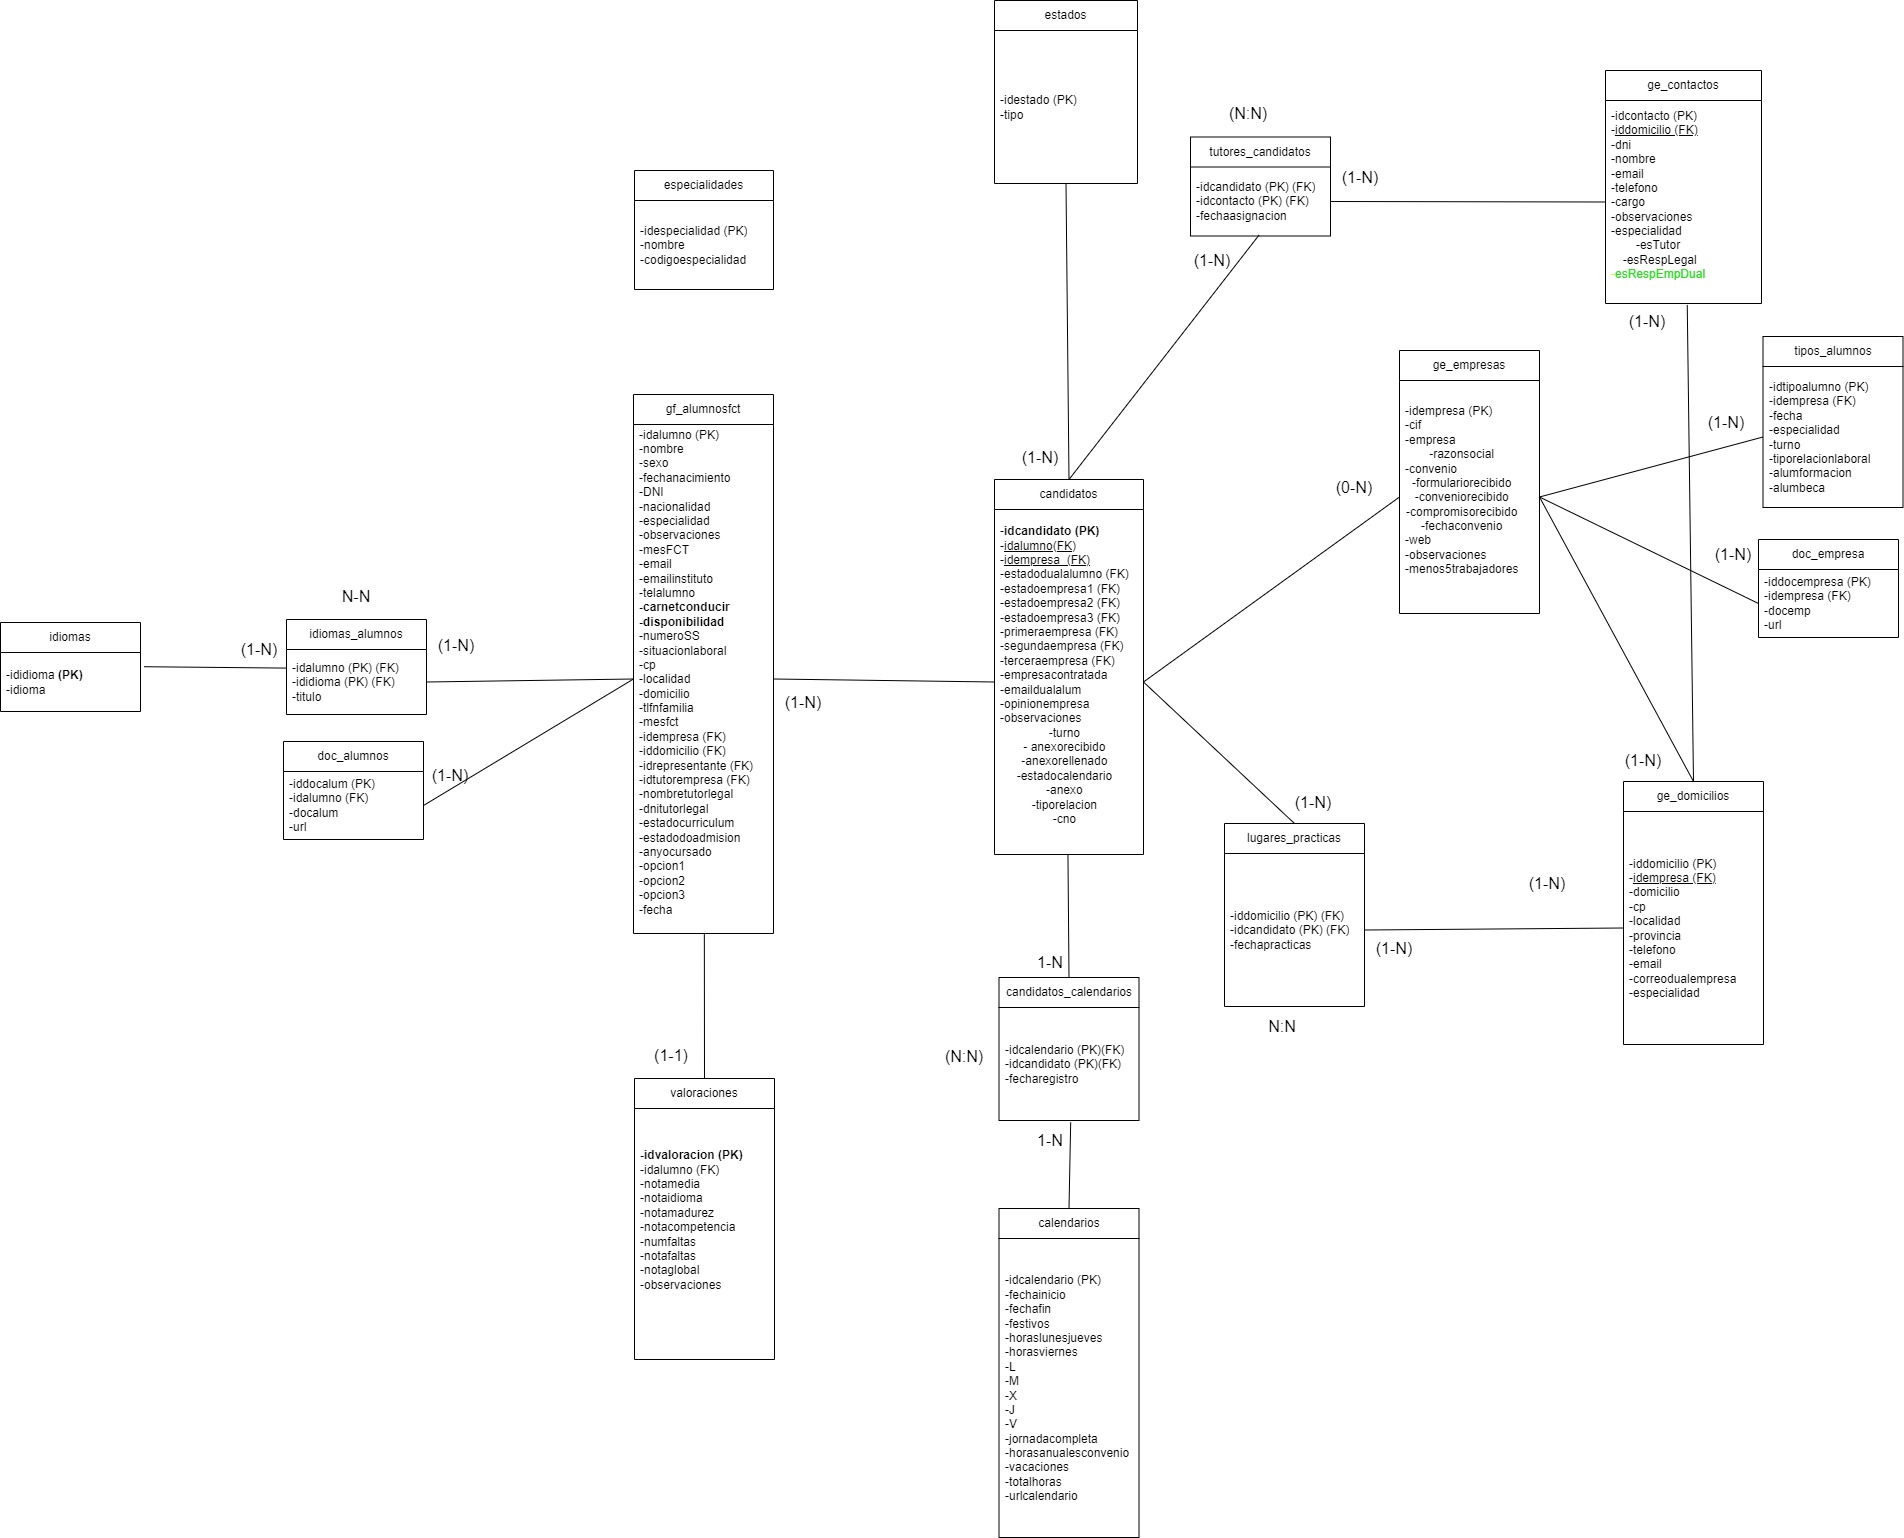 estados
-idestado (PK)
-tipo
ge_contactos
-idcontacto (PK)
-iddomicilio (FK)
-dni
-nombre
-email
-telefono
-cargo
-observaciones
-especialidad
-esTutor
-esRespLegal
-esRespEmpDual
(N:N)
tutores_candidatos
-idcandidato (PK) (FK)
-idcontacto (PK) (FK)
-fechaasignacion
(1-N)
(1-N)
(1-N)
especialidades
-idespecialidad (PK)
-nombre
-codigoespecialidad
ge_empresas
-idempresa (PK)
-cif
-empresa
-razonsocial
-convenio
-formulariorecibido
-conveniorecibido
-compromisorecibido
-fechaconvenio
-web
-observaciones
-menos5trabajadores
tipos_alumnos
-idtipoalumno (PK)
-idempresa (FK)
-fecha
-especialidad
-turno
-tiporelacionlaboral
-alumformacion
-alumbeca
(1-N)
(1-N)
doc_empresa
-iddocempresa (PK)
-idempresa (FK)
-docemp
-url
(0-N)
(1-N)
gf_alumnosfct
-idalumno (PK)
-nombre
-sexo
-fechanacimiento
-DNI
-nacionalidad
-especialidad
-observaciones
-mesFCT
-email
-emailinstituto
-telalumno
-carnetconducir
-disponibilidad
-numeroSS
-situacionlaboral
-cp
-localidad
-domicilio
-tlfnfamilia
-mesfct
-idempresa (FK)
-iddomicilio (FK)
-idrepresentante (FK)
-idtutorempresa (FK)
-nombretutorlegal
-dnitutorlegal
-estadocurriculum
-estadodoadmision
-anyocursado
-opcion1
-opcion2
-opcion3
-fecha
candidatos
-idcandidato (PK)
-idalumno(FK)
-idempresa  (FK)
-estadodualalumno (FK)
-estadoempresa1 (FK)
-estadoempresa2 (FK)
-estadoempresa3 (FK)
-primeraempresa (FK)
-segundaempresa (FK)
-terceraempresa (FK)
-empresacontratada
-emaildualalum
-opinionempresa
-observaciones
-turno
- anexorecibido
-anexorellenado
-estadocalendario
-anexo
-tiporelacion
-cno
N-N
idiomas
-ididioma (PK)
-idioma
(1-N)
idiomas_alumnos
-idalumno (PK) (FK)
-ididioma (PK) (FK)
-titulo
(1-N)
(1-N)
doc_alumnos
-iddocalum (PK)
-idalumno (FK)
-docalum
-url
(1-N)
(1-N)
(1-N)
lugares_practicas
-iddomicilio (PK) (FK)
-idcandidato (PK) (FK)
-fechapracticas
N:N
(1-N)
(1-N)
ge_domicilios
-iddomicilio (PK)
-idempresa (FK)
-domicilio
-cp
-localidad
-provincia
-telefono
-email
-correodualempresa
-especialidad
1-N
candidatos_calendarios
-idcalendario (PK)(FK)
-idcandidato (PK)(FK)
-fecharegistro
(N:N)
1-N
(1-1)
valoraciones
-idvaloracion (PK)
-idalumno (FK)
-notamedia
-notaidioma
-notamadurez
-notacompetencia
-numfaltas
-notafaltas
-notaglobal
-observaciones
calendarios
-idcalendario (PK)
-fechainicio
-fechafin
-festivos
-horaslunesjueves
-horasviernes
-L
-M
-X
-J
-V
-jornadacompleta
-horasanualesconvenio
-vacaciones
-totalhoras
-urlcalendario